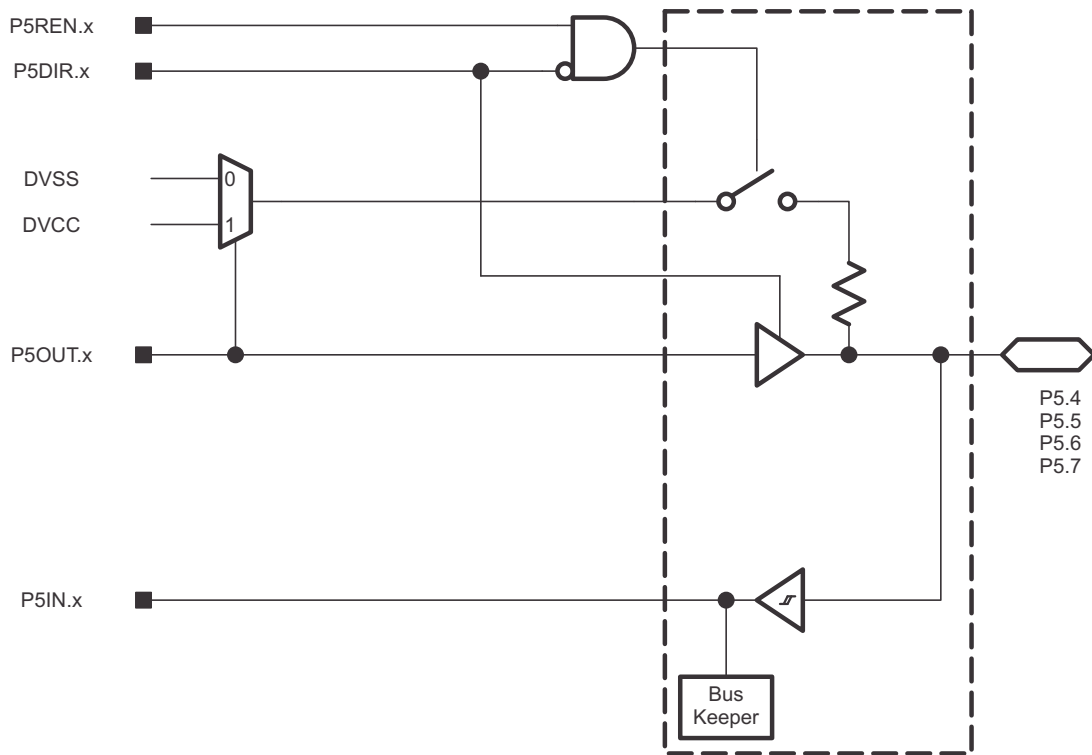 P5REN.x
P5DIR.x
DVSS
0
DVCC
1
P5OUT.x
P5.4
P5.5
P5.6
P5.7
P5IN.x
Bus
Keeper